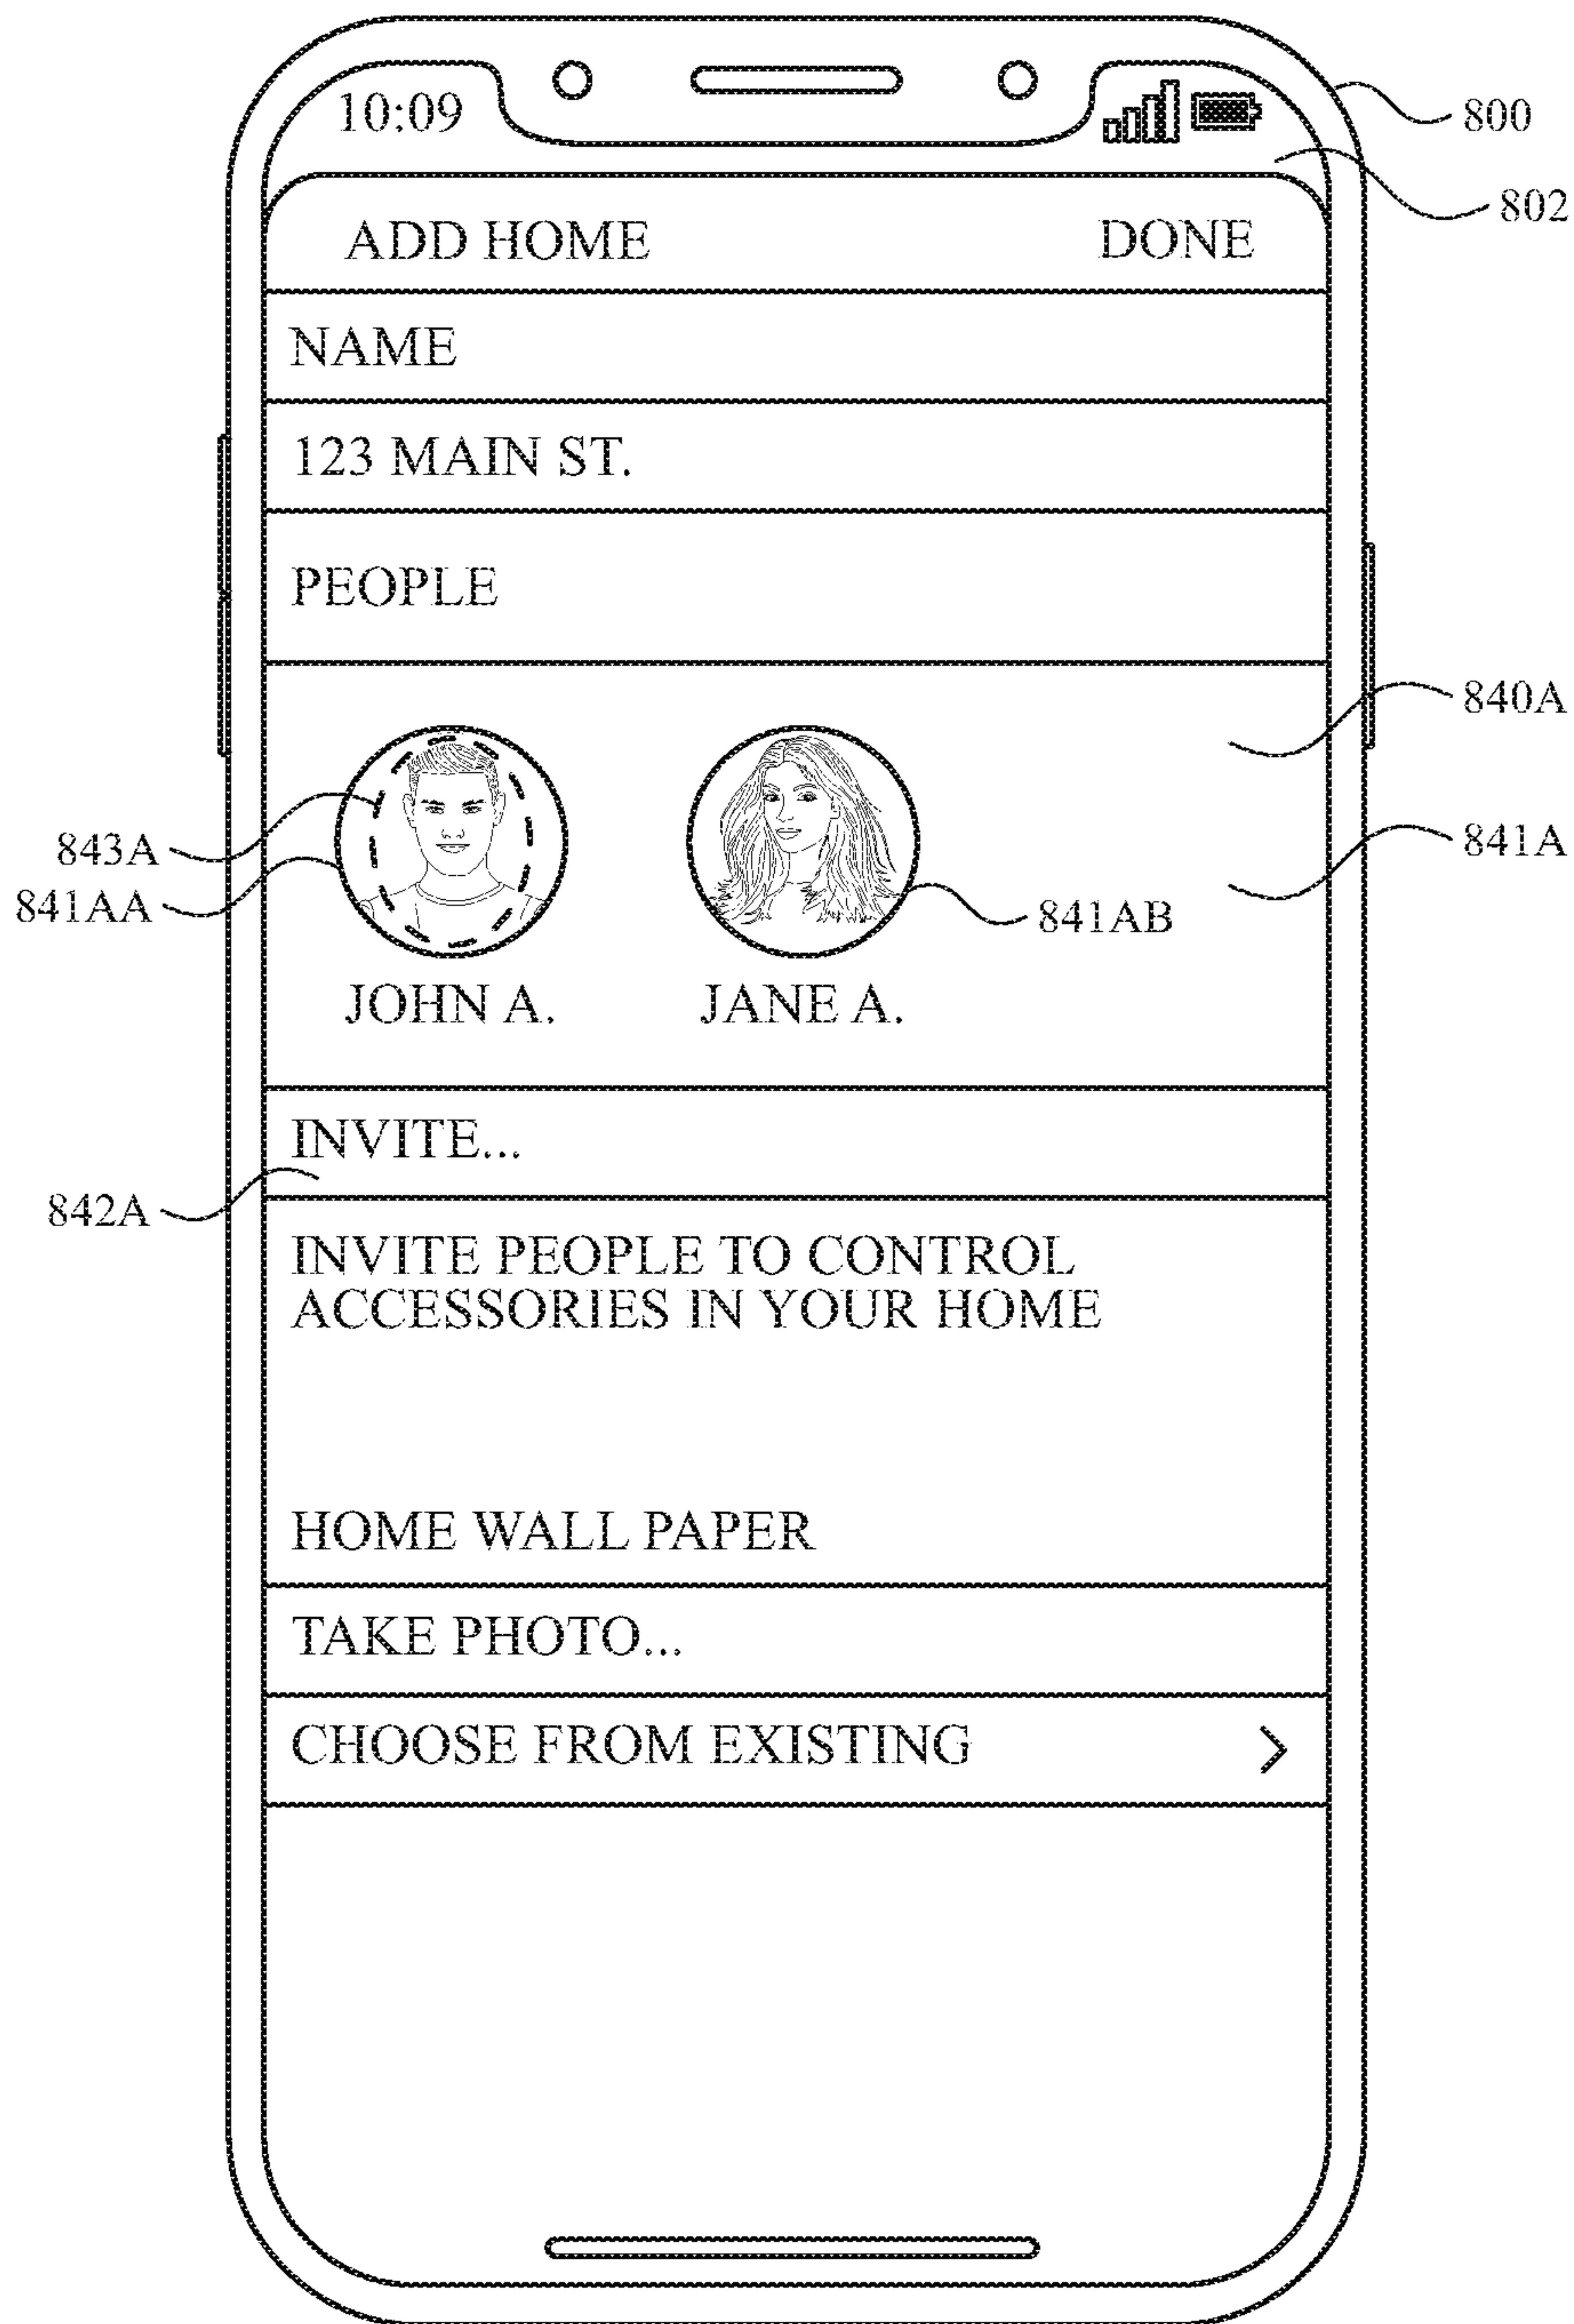 10:09
800
802
ADD HOME
DONE
NAME
123 MAIN ST.
PEOPLE
840A
843A
841A
841AA
841AB
JOHN A.
JANE A.
INVITE...
842A
INVITE PEOPLE TO CONTROL
ACCESSORIES IN YOUR HOME
HOME WALL PAPER
TAKE PHOTO...
CHOOSE FROM EXISTING